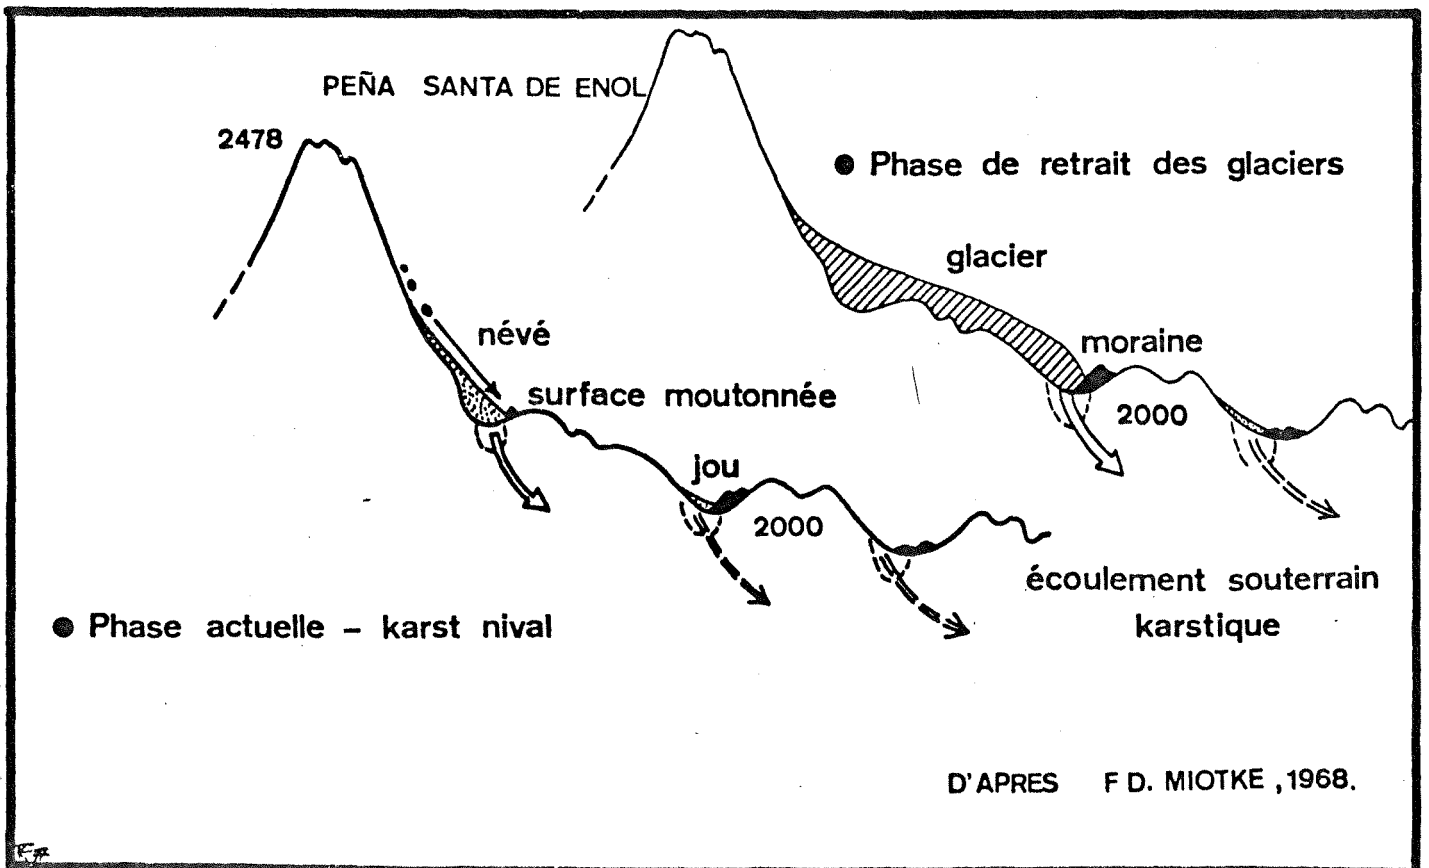 PEÑA SANTA DE ENOL
2478
● Phase de retrait des glaciers
glacier
névé
moraine
surface moutonnée
2000
jou
2000
écoulement souterrain
karstique
● Phase actuelle – karst nival
D'APRES F D. MIOTKE ,1968.